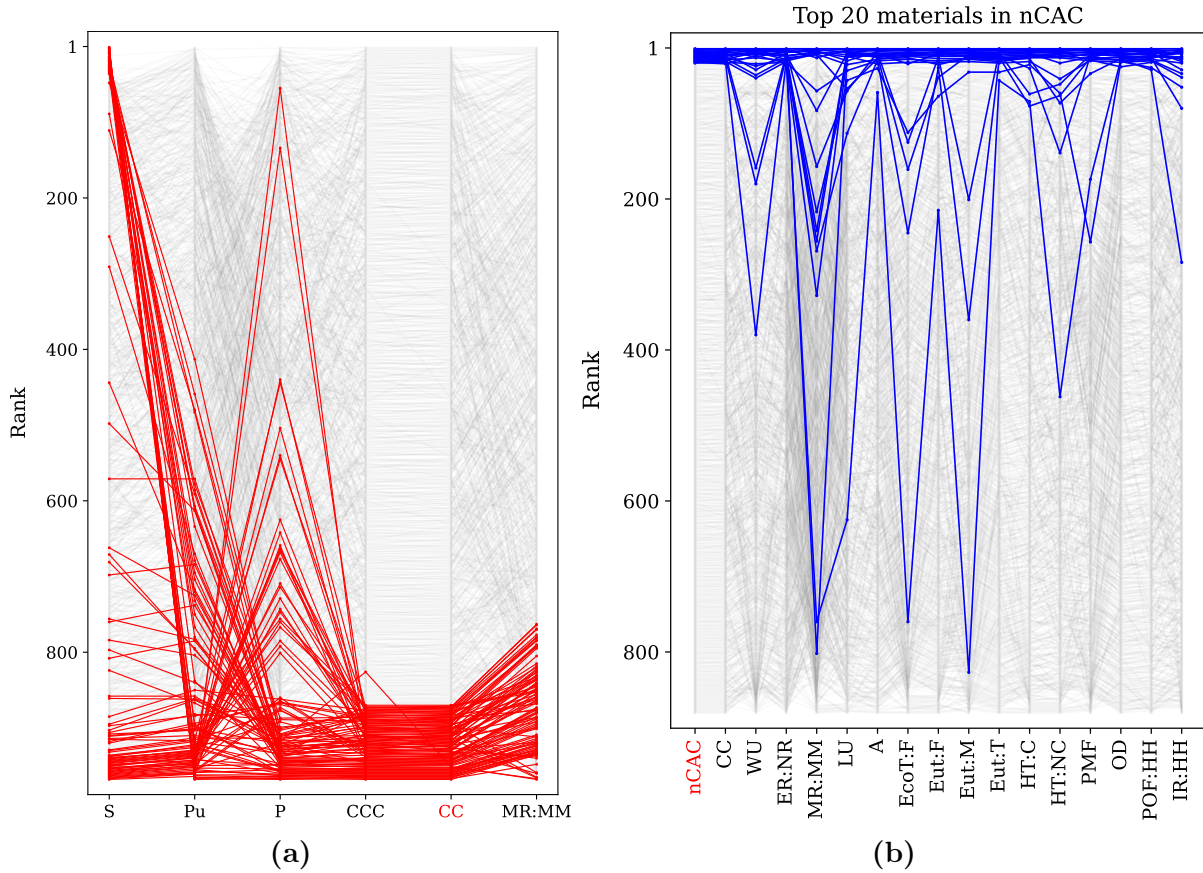 Top 20 materials in nCAC
1
200
400
600
800
Rank
S
Pu
P
CCC
CC
MR:MM
(a)
1
200
400
600
800
Rank
nCAC
CC
WU
ER:NR
MR:MM
LU
A
EcoT:F
Eut:F
Eut:M
Eut:T
HT:C
HT:NC
PMF
OD
POF:HH
IR:HH
(b)